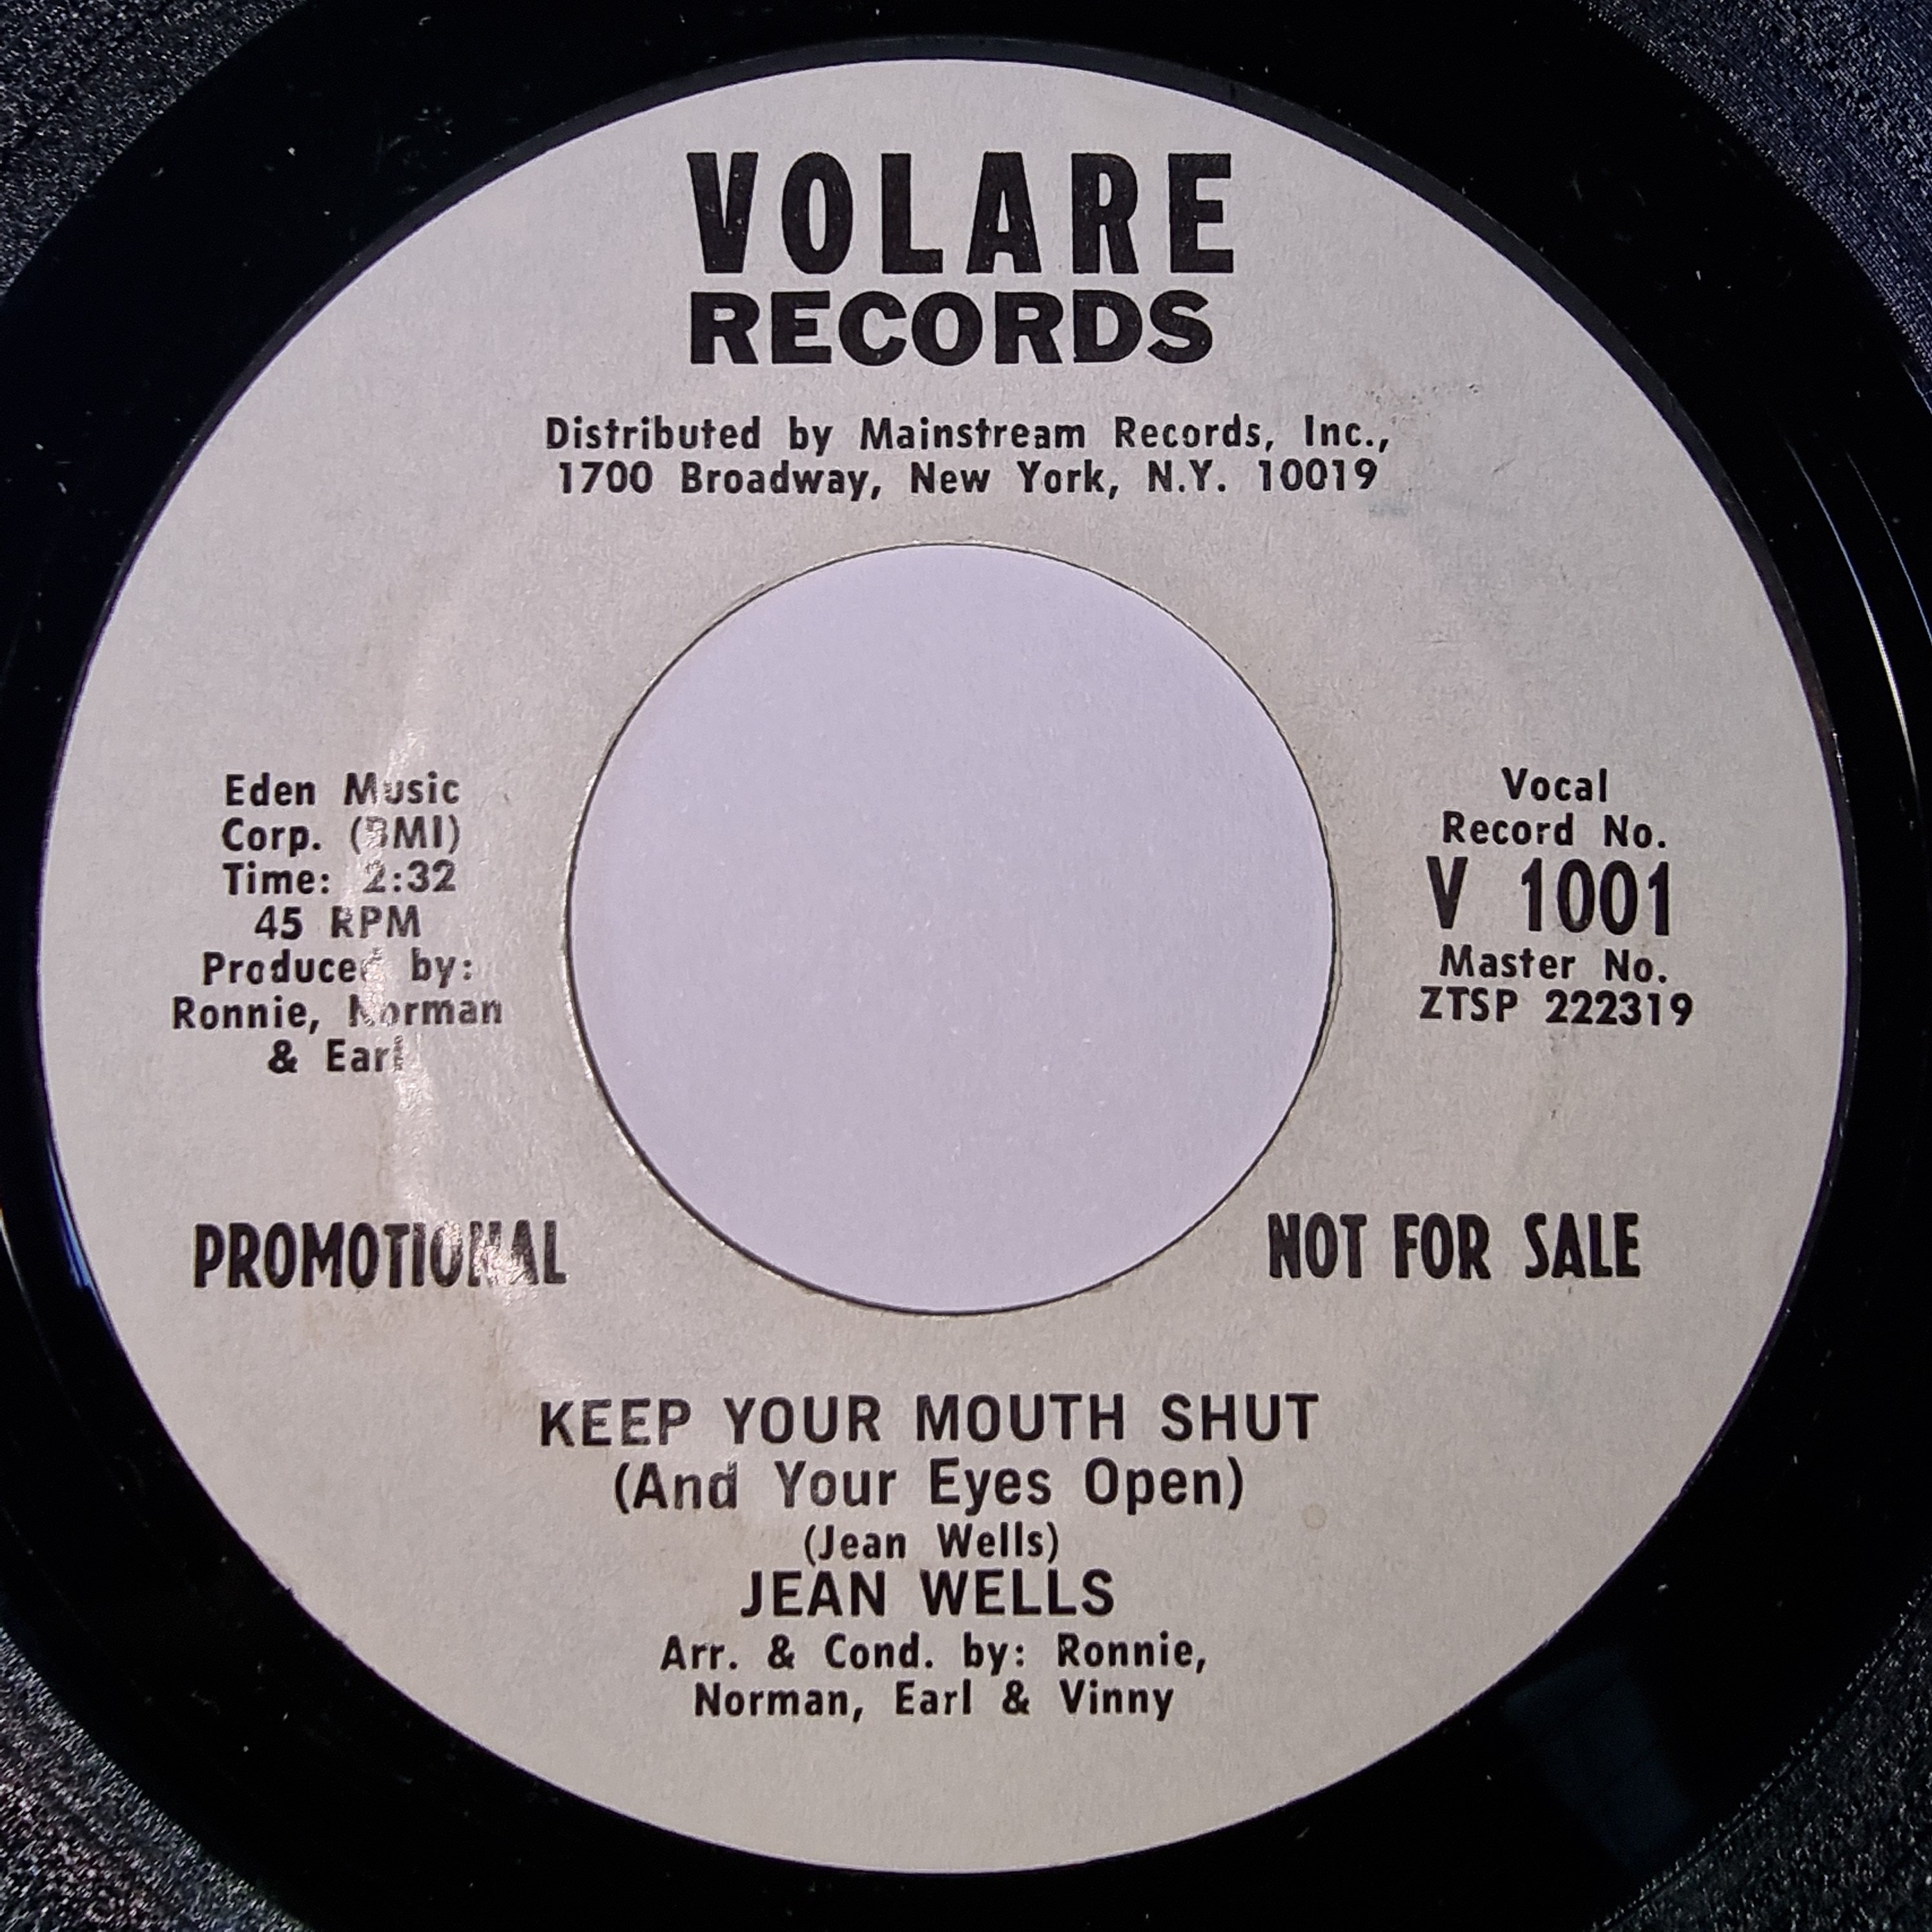 VOLARE
RECORDS
Distributed by Mainstream Records, Inc.,
1700 Broadway, New York, N.Y. 10019
Eden Music
Corp. (BMI)
Time: 2:32
45 RPM
Produced by:
Ronnie, Norman
& Earl
Vocal
Record No.
V 1001
Master No.
ZTSP 222319
PROMOTIONAL
NOT FOR SALE
KEEP YOUR MOUTH SHUT
(And Your Eyes Open)
(Jean Wells)
JEAN WELLS
Arr. & Cond. by: Ronnie,
Norman, Earl & Vinny